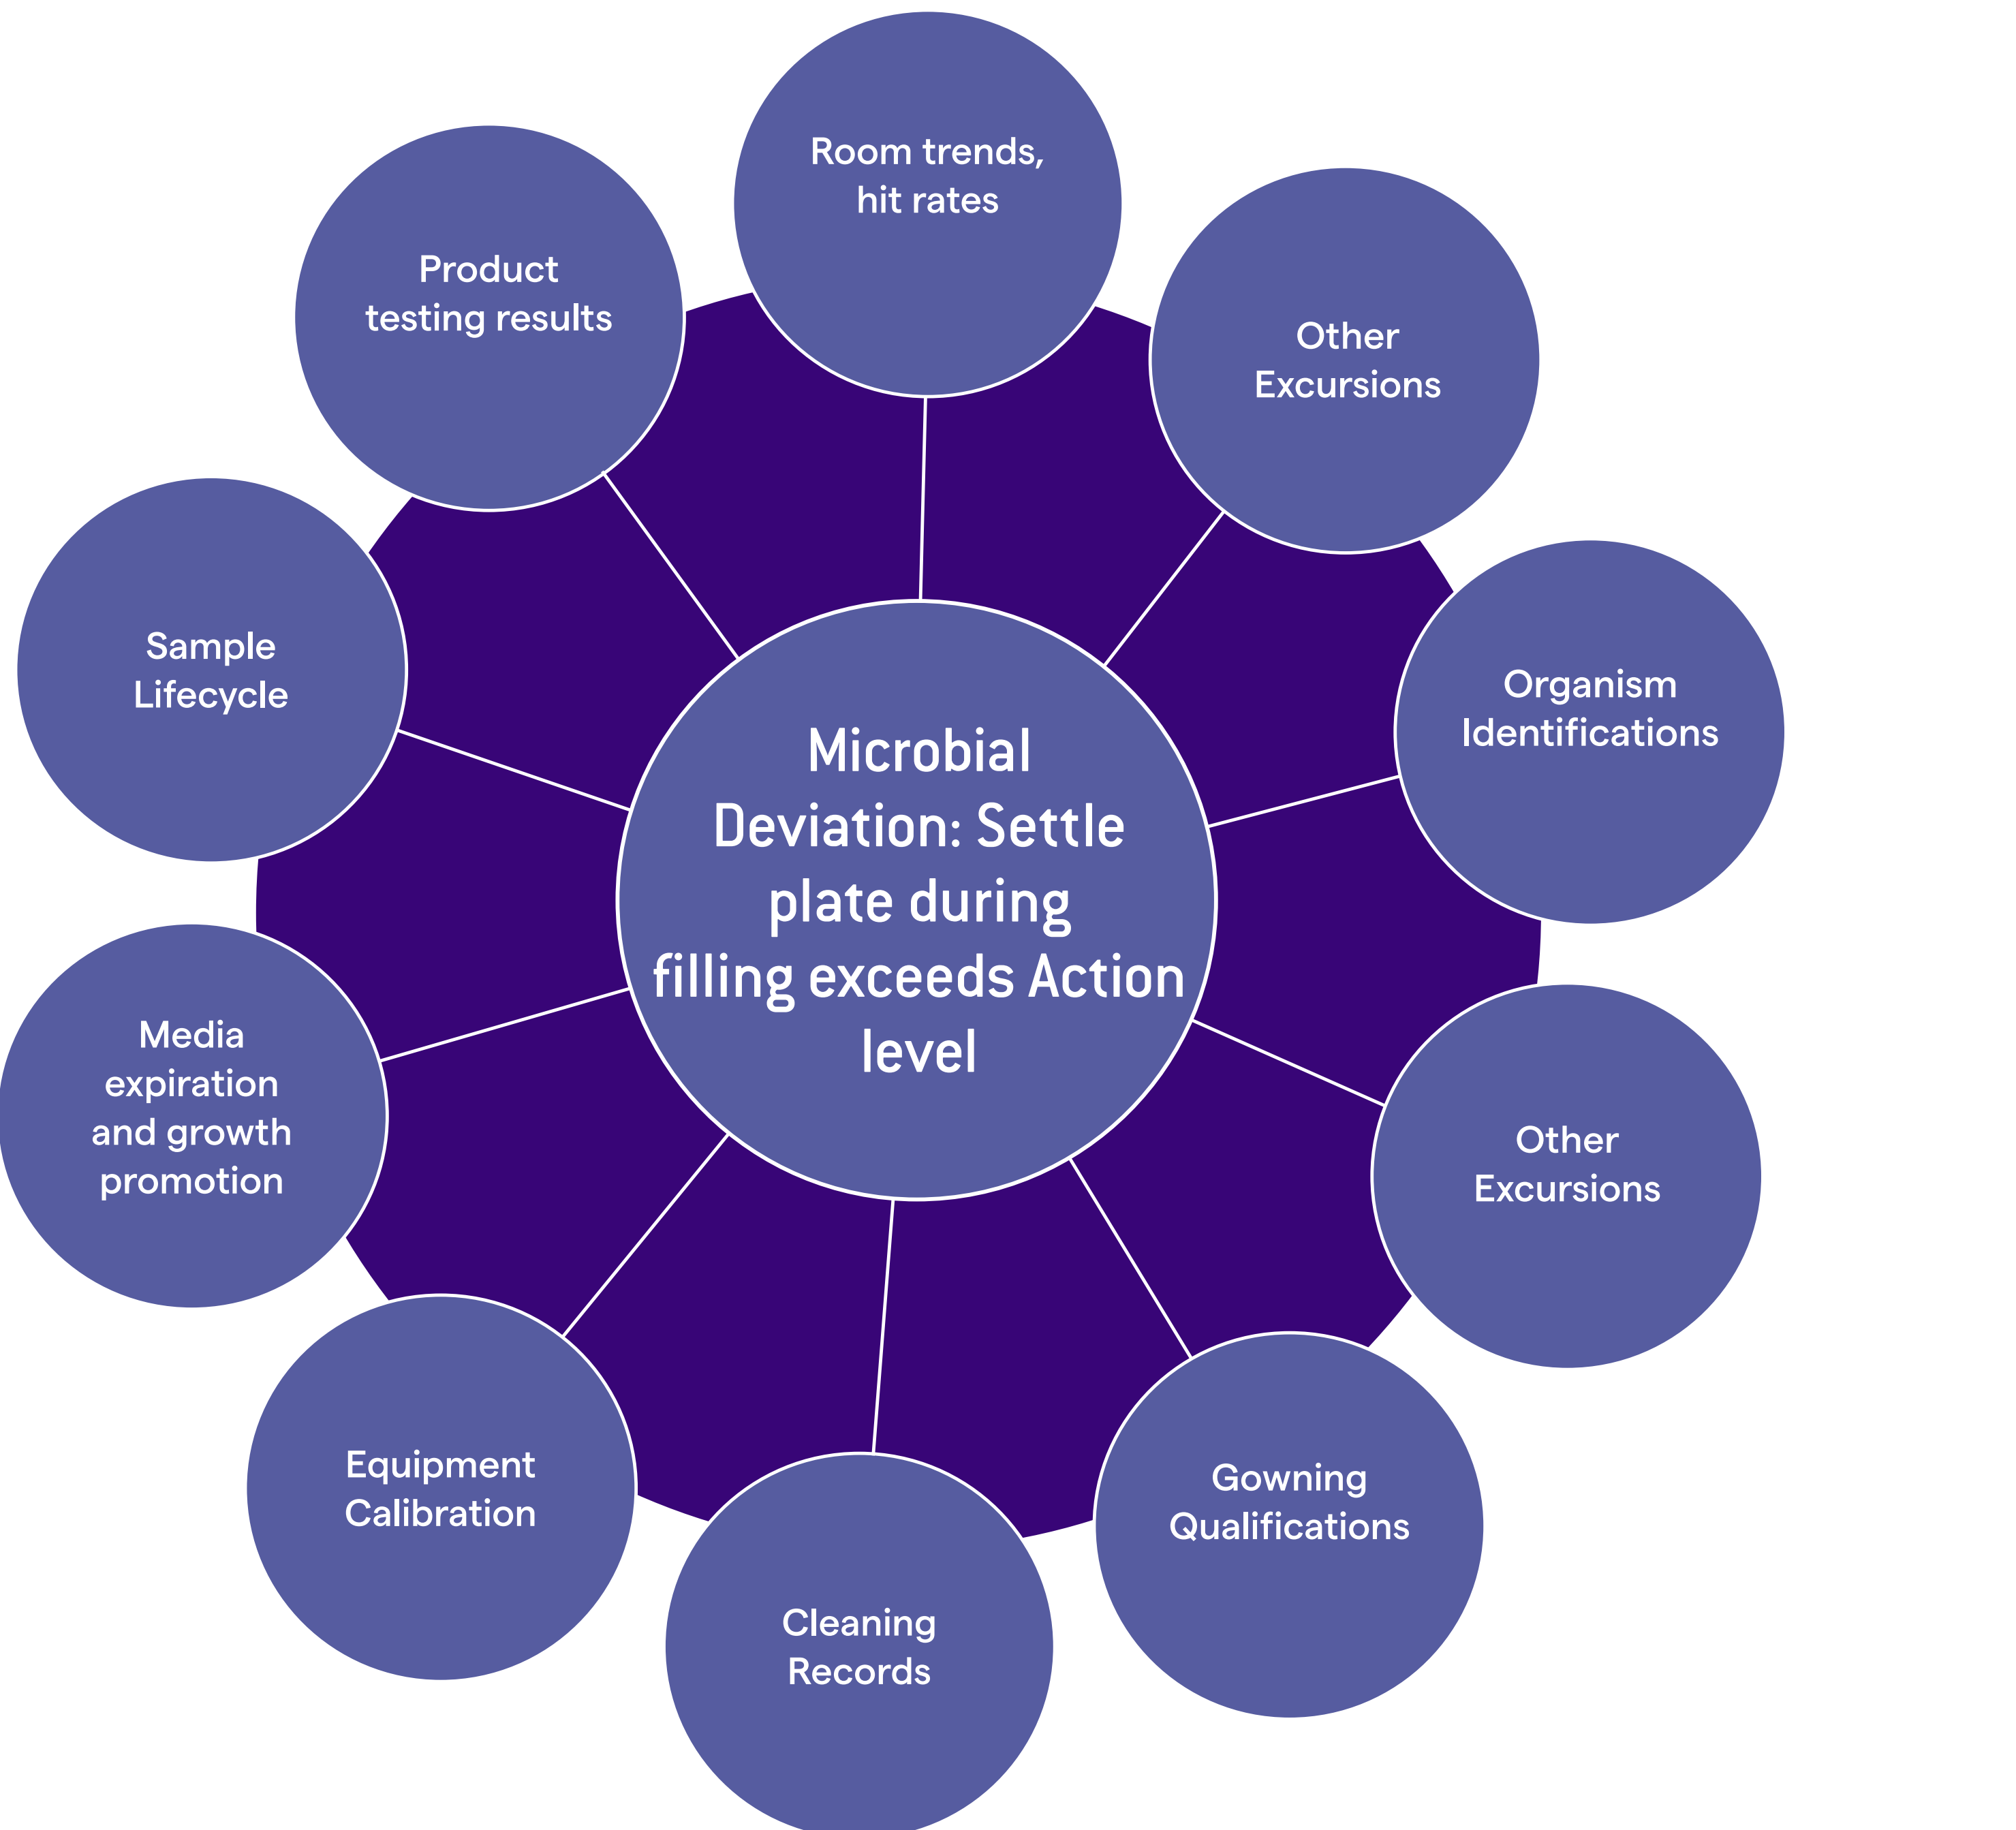 Room trends,
hit rates
Product
testing results
Other
Excursions
Sample
Lifecycle
Organism
Identifications
Microbial
Deviation: Settle
plate during
filling exceeds Action
level
Media
expiration
and growth
promotion
Other
Excursions
Equipment
Calibration
Gowning
Qualifications
Cleaning
Records